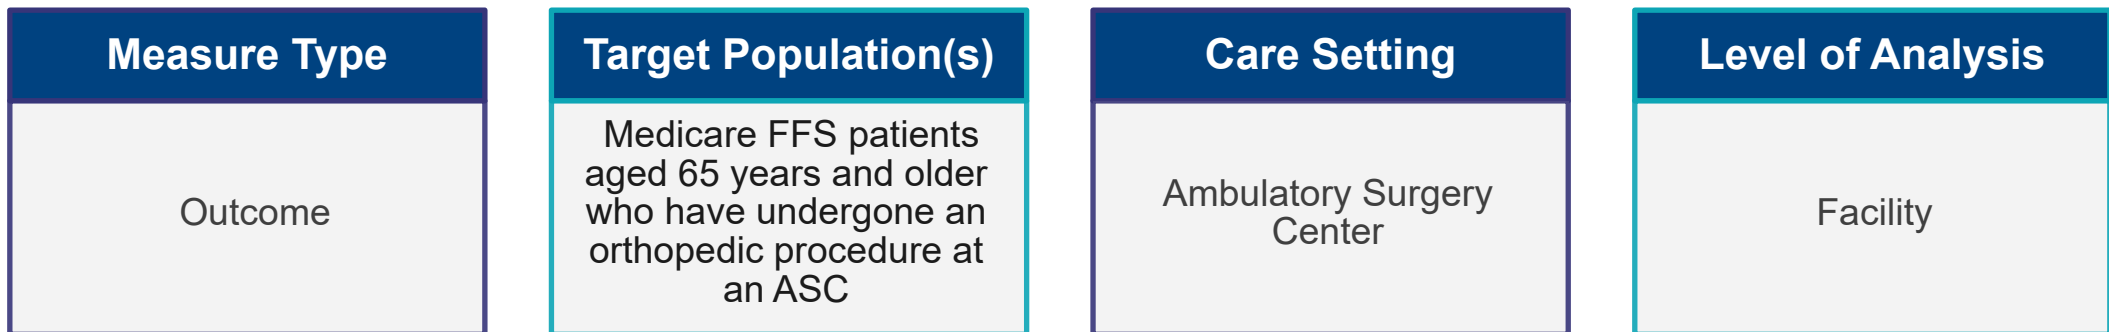 Measure Type
Outcome
Target Population(s)
Medicare FFS patients
aged 65 years and older
who have undergone an
orthopedic procedure at
an ASC
Care Setting
Ambulatory Surgery
Center
Level of Analysis
Facility